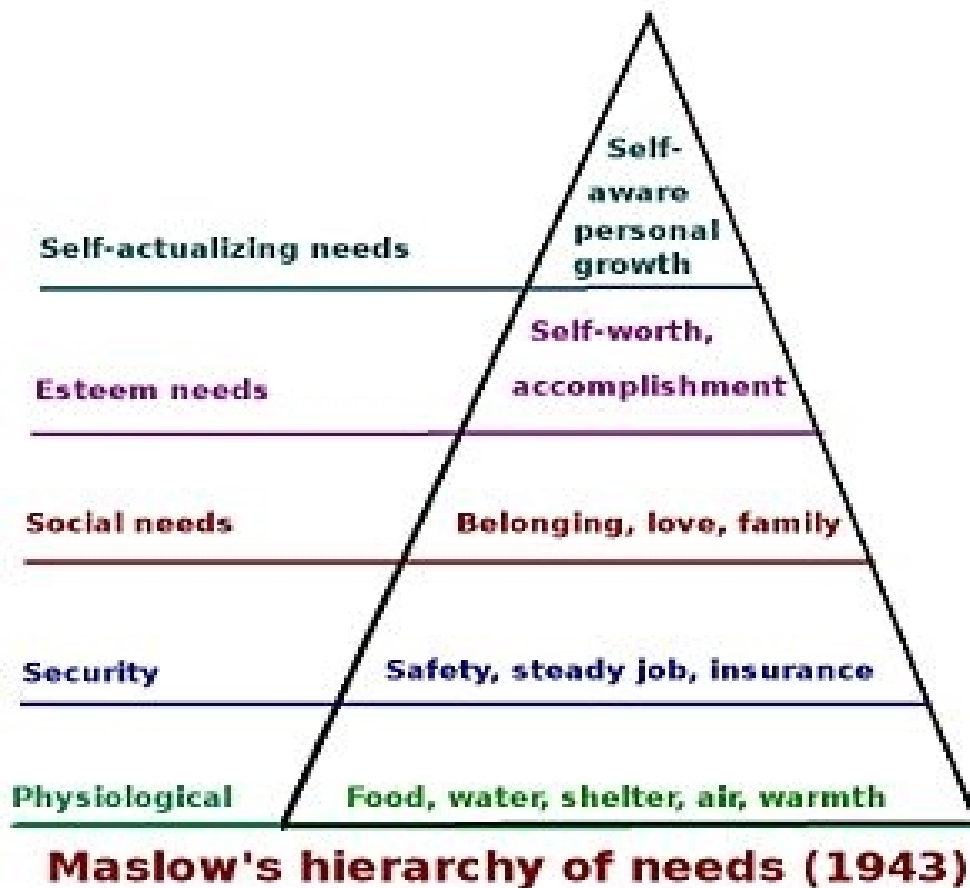 Self-
aware
personal
growth
Self-actualizing needs
Self-worth,
accomplishment
Esteem needs
Social needs
Belonging, love, family
Security
Safety, steady job, insurance
Physiological
Food, water, shelter, air, warmth
Maslow's hierarchy of needs (1943)